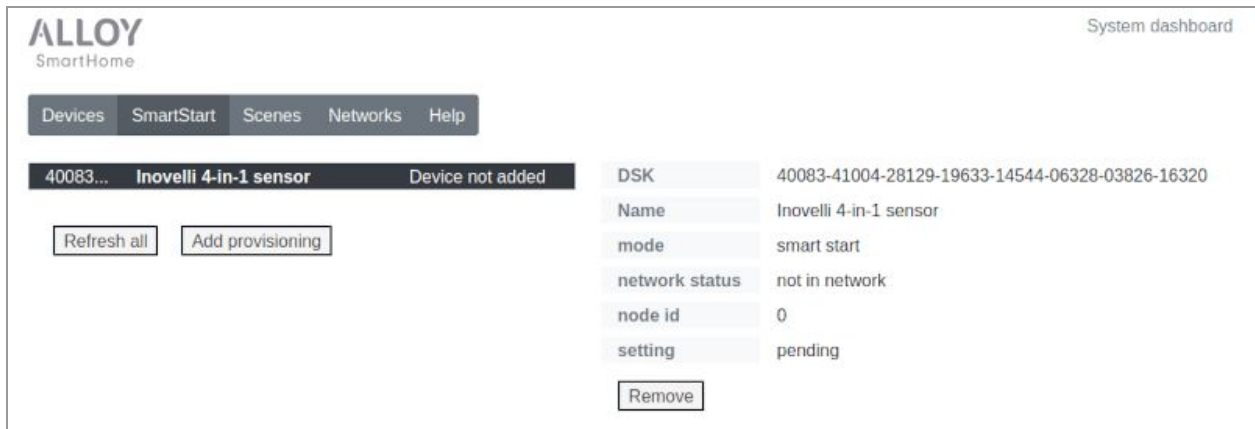 ALLOY
SmartHome
System dashboard
Devices SmartStart Scenes Networks Help
40083... Inovelli 4-in-1 sensor Device not added
Refresh all Add provisioning
DSK 40083-41004-28129-19633-14544-06328-03826-16320
Name Inovelli 4-in-1 sensor
mode smart start
network status not in network
node id 0
setting pending
Remove